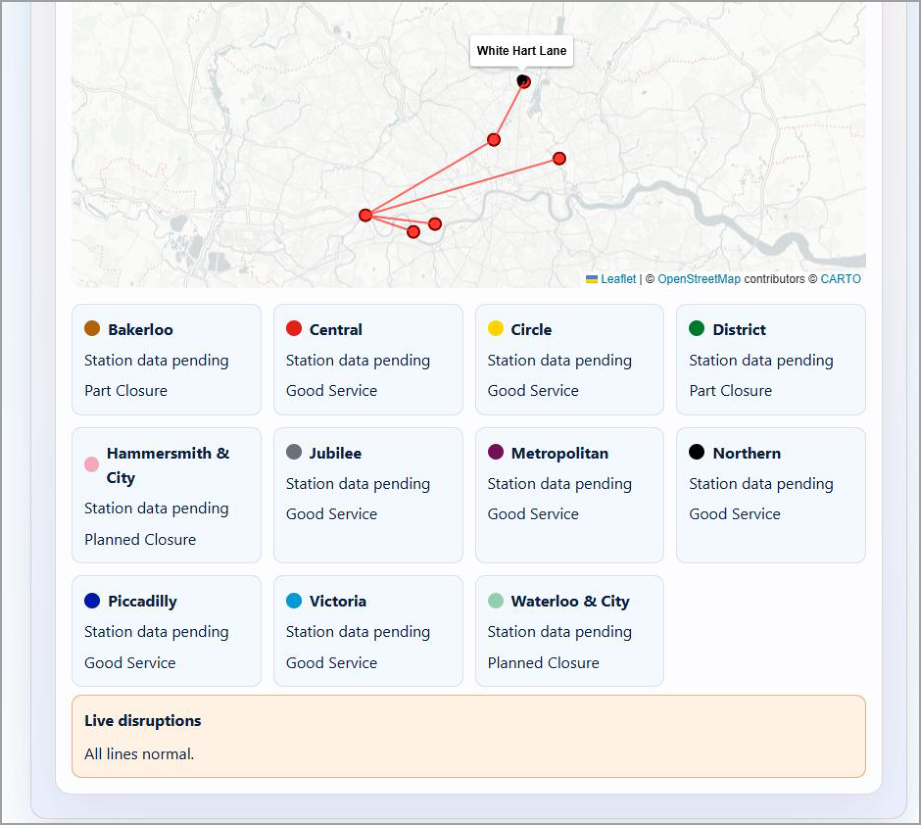 White Hart Lane
Leaflet | © OpenStreetMap contributors © CARTO
Bakerloo
Station data pending
Part Closure
Central
Station data pending
Good Service
Circle
Station data pending
Good Service
District
Station data pending
Part Closure
Hammersmith &
City
Station data pending
Planned Closure
Jubilee
Station data pending
Good Service
Metropolitan
Station data pending
Good Service
Northern
Station data pending
Good Service
Piccadilly
Station data pending
Good Service
Victoria
Station data pending
Good Service
Waterloo & City
Station data pending
Planned Closure
Live disruptions
All lines normal.